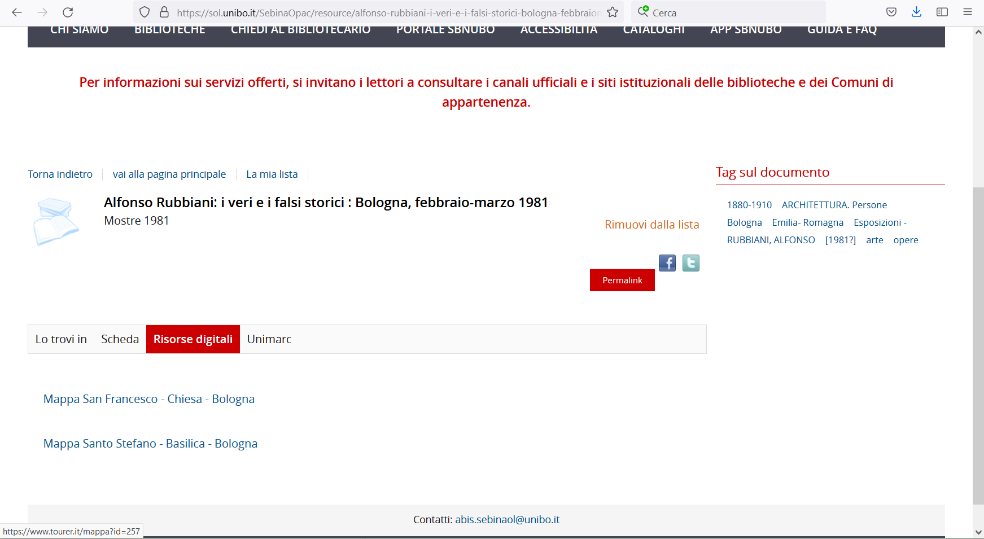 https://sol.unibo.it/SebinaOpac/resource/alfonso-rubbiani-i-veri-e-i-falsi-storici-bologna-febbraio
Cerca
CHI SIAMO BIBLIOTECHE CHIEDI AL BIBLIOTECARIO PORTALE SBNUBO ACCESSIBILITÀ CATALOGHI APP SBNUBO GUIDA E FAQ
Per informazioni sui servizi offerti, si invitano i lettori a consultare i canali ufficiali e i siti istituzionali delle biblioteche e dei Comuni di
appartenenza.
Torna indietro vai alla pagina principale La mia lista
Alfonso Rubbiani: i veri e i falsi storici : Bologna, febbraio-marzo 1981
Mostre 1981
Rimuovi dalla lista
f t
Permalink
Tag sul documento
1880-1910 ARCHITETTURA. Persone
Bologna Emilia- Romagna Esposizioni -
RUBBIANI, ALFONSO [1981?] arte opere
Lo trovi in Scheda Risorse digitali Unimarc
Mappa San Francesco - Chiesa - Bologna
Mappa Santo Stefano - Basilica - Bologna
Contatti: abis.sebinaol@unibo.it
https://www.tourer.it/mappa?id=257